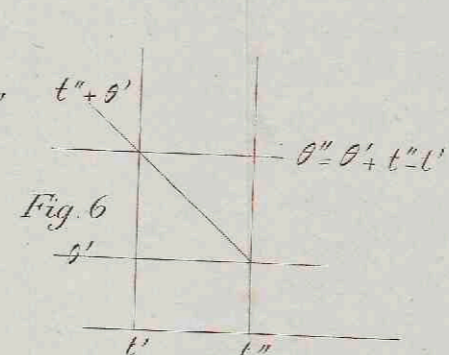 t" + θ'
θ" = θ' + t" - t'
Fig. 6
θ'
t' t"